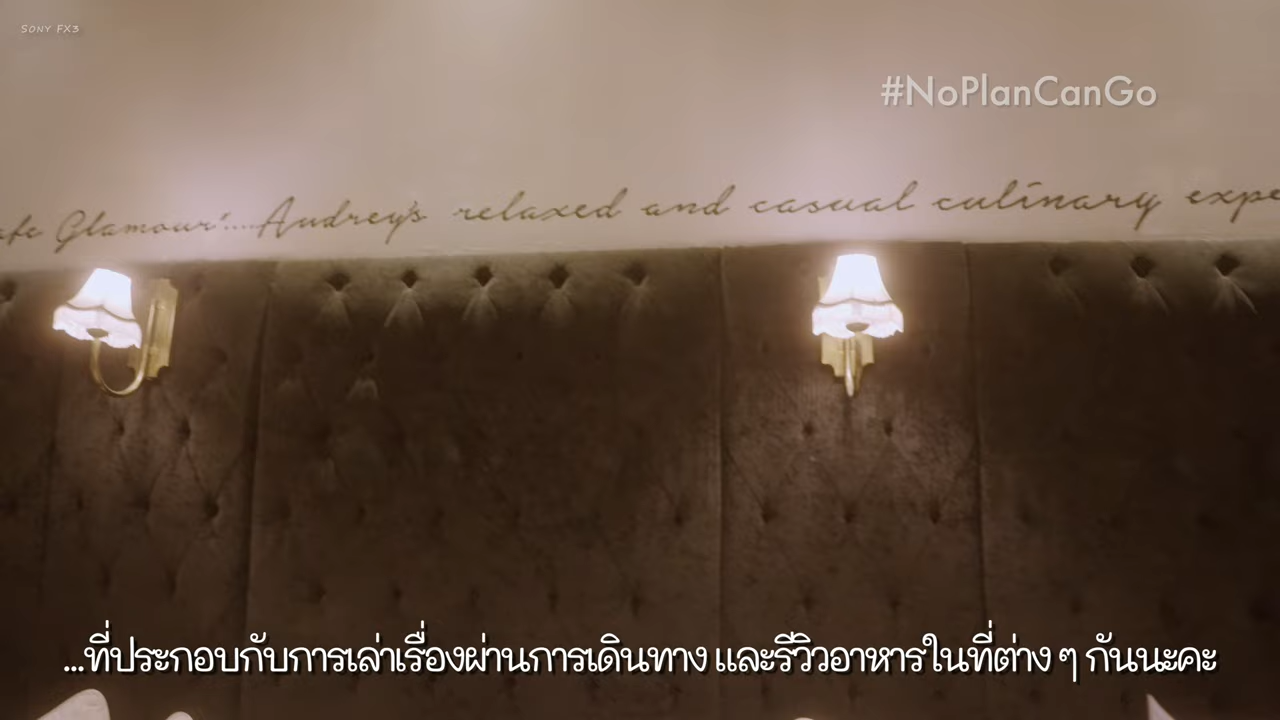 SONY FX3
#NoPlanCanGo
Glamour'....Audrey's relaxed and casual culinary
...ที่ประกอบกับการเล่าเรื่องผ่านการเดินทาง และรีวิวอาหารในที่ต่าง ๆ กันนะคะ